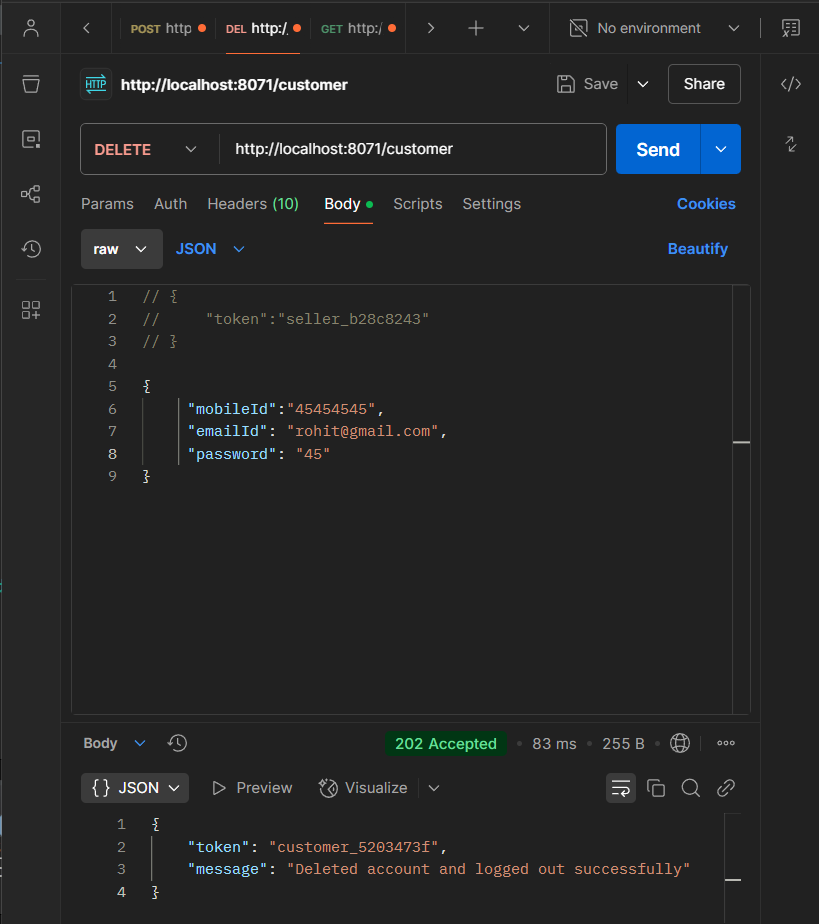 POST http
DEL http:/
GET http:/
No environment
HTTP http://localhost:8071/customer
Save
Share
DELETE
http://localhost:8071/customer
Send
Params Auth Headers (10) Body Scripts Settings Cookies
raw JSON Beautify
1 // {
2 //     "token":"seller_b28c8243"
3 // }
4
5 {
6     "mobileId":"45454545",
7     "emailId": "rohit@gmail.com",
8     "password": "45"
9 }
Body 202 Accepted • 83 ms • 255 B •
{} JSON Preview Visualize
1 {
2     "token": "customer_5203473f",
3     "message": "Deleted account and logged out successfully"
4 }